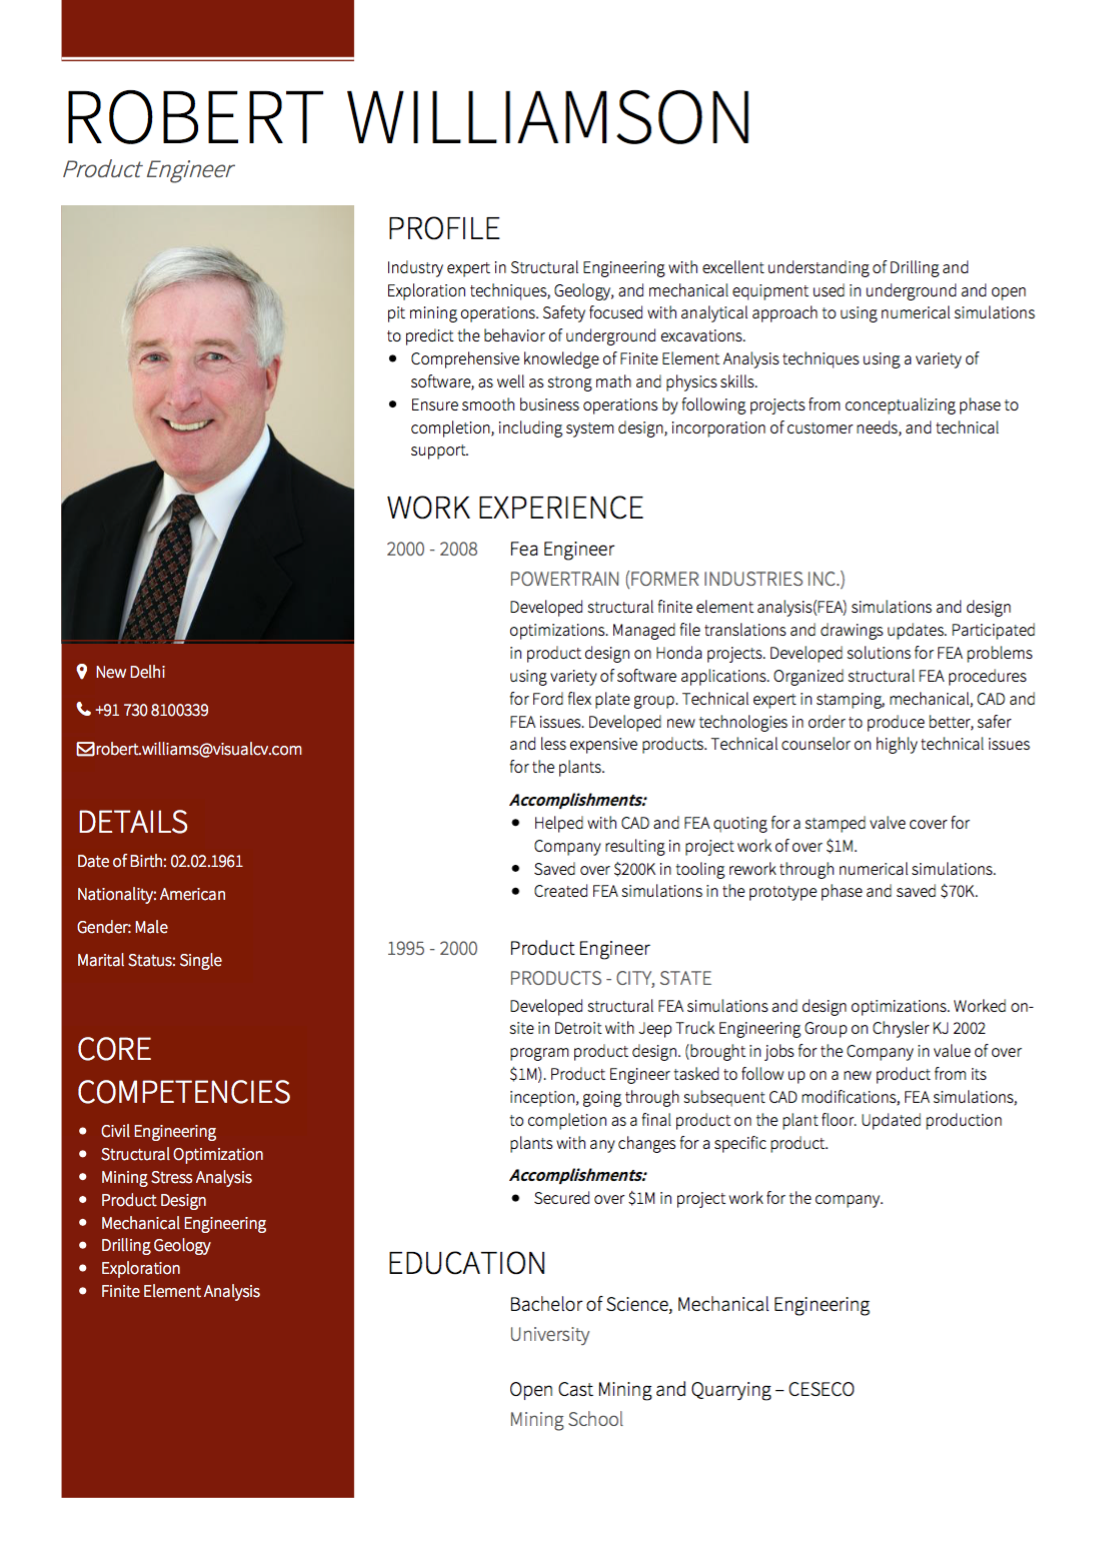 ROBERT WILLIAMSON
Product Engineer
New Delhi
+91 730 8100339
robert.williams@visualcv.com
DETAILS
Date of Birth: 02.02.1961
Nationality: American
Gender: Male
Marital Status: Single
CORE
COMPETENCIES
• Civil Engineering
• Structural Optimization
• Mining Stress Analysis
• Product Design
• Mechanical Engineering
• Drilling Geology
• Exploration
• Finite Element Analysis
PROFILE
Industry expert in Structural Engineering with excellent understanding of Drilling and
Exploration techniques, Geology, and mechanical equipment used in underground and open
pit mining operations. Safety focused with analytical approach to using numerical simulations
to predict the behavior of underground excavations.
• Comprehensive knowledge of Finite Element Analysis techniques using a variety of
software, as well as strong math and physics skills.
• Ensure smooth business operations by following projects from conceptualizing phase to
completion, including system design, incorporation of customer needs, and technical
support.
WORK EXPERIENCE
2000 - 2008 Fea Engineer
POWERTRAIN (FORMER INDUSTRIES INC.)
Developed structural finite element analysis(FEA) simulations and design
optimizations. Managed file translations and drawings updates. Participated
in product design on Honda projects. Developed solutions for FEA problems
using variety of software applications. Organized structural FEA procedures
for Ford flex plate group. Technical expert in stamping, mechanical, CAD and
FEA issues. Developed new technologies in order to produce better, safer
and less expensive products. Technical counselor on highly technical issues
for the plants.
Accomplishments:
• Helped with CAD and FEA quoting for a stamped valve cover for
Company resulting in project work of over $1M.
• Saved over $200K in tooling rework through numerical simulations.
• Created FEA simulations in the prototype phase and saved $70K.
1995 - 2000 Product Engineer
PRODUCTS - CITY, STATE
Developed structural FEA simulations and design optimizations. Worked on-
site in Detroit with Jeep Truck Engineering Group on Chrysler KJ 2002
program product design. (brought in jobs for the Company in value of over
$1M). Product Engineer tasked to follow up on a new product from its
inception, going through subsequent CAD modifications, FEA simulations,
to completion as a final product on the plant floor. Updated production
plants with any changes for a specific product.
Accomplishments:
• Secured over $1M in project work for the company.
EDUCATION
Bachelor of Science, Mechanical Engineering
University
Open Cast Mining and Quarrying – CESECO
Mining School